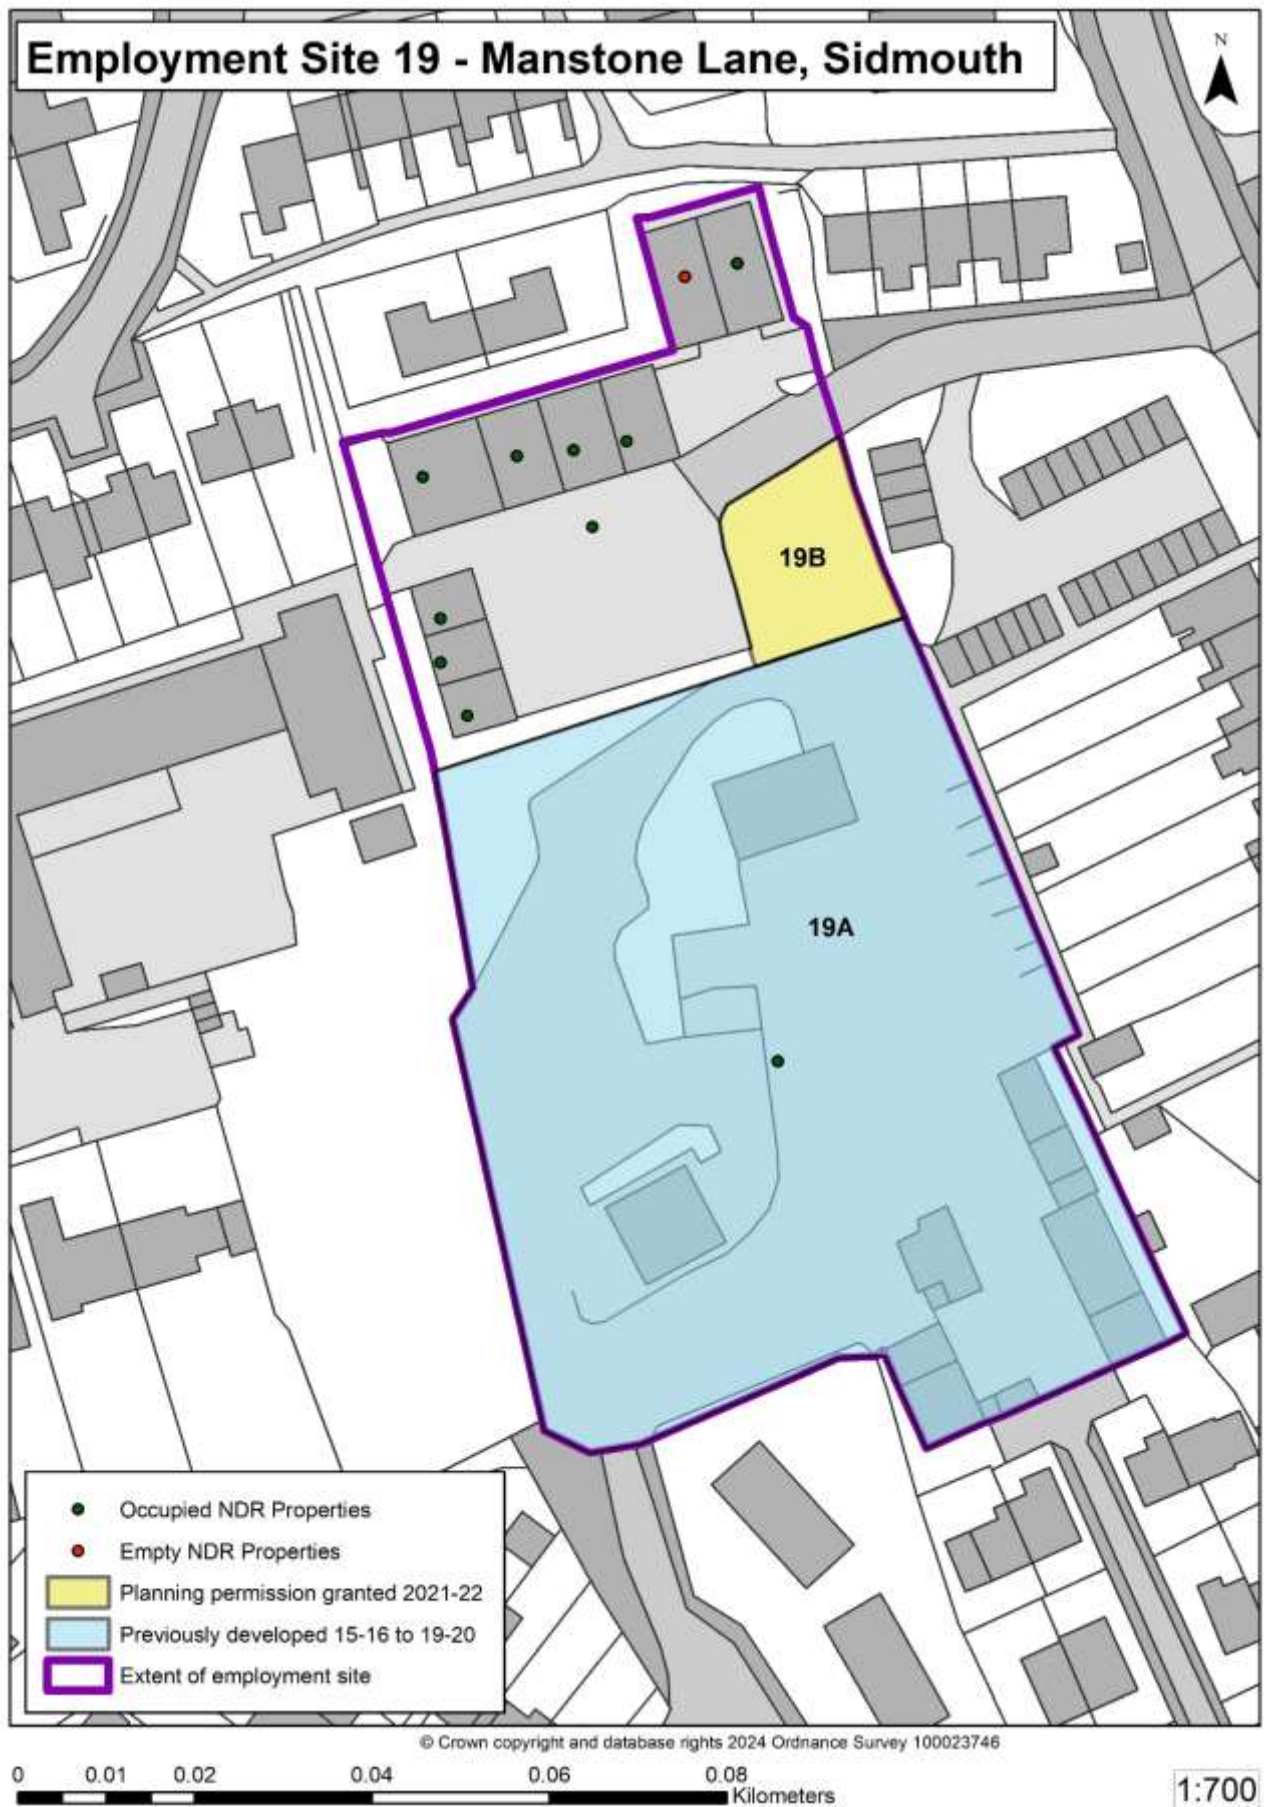 Employment Site 19 - Manstone Lane, Sidmouth
N
19B
19A
Occupied NDR Properties
Empty NDR Properties
Planning permission granted 2021-22
Previously developed 15-16 to 19-20
Extent of employment site
© Crown copyright and database rights 2024 Ordnance Survey 100023746
0 0.01 0.02 0.04 0.06 0.08
Kilometers
1:700